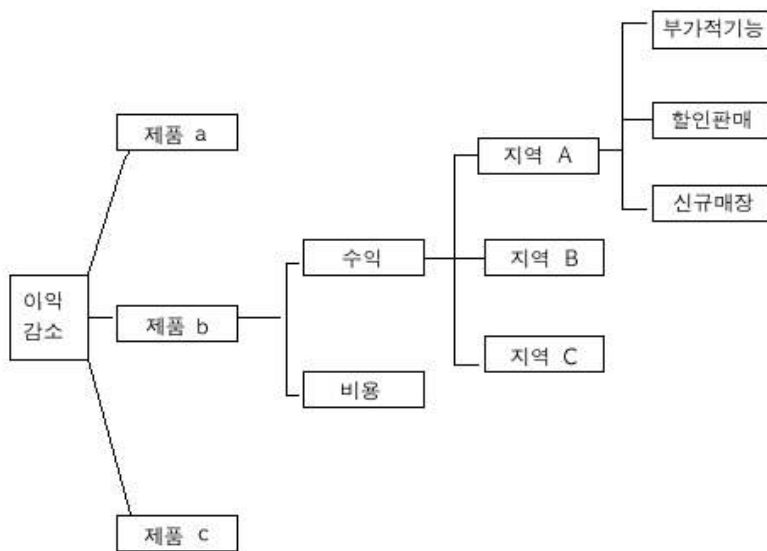 부가적기능
제품 a
할인판매
지역 A
신규매장
수익
지역 B
이악
감소
제품 b
지역 C
비용
제품 c